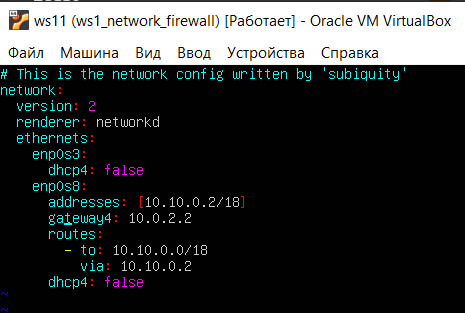 ws11 (ws1_network_firewall) [Работает] - Oracle VM VirtualBox
Файл Машина Вид Ввод Устройства Справка
# This is the network config written by 'subiquity'
network:
  version: 2
  renderer: networkd
  ethernets:
    enp0s3:
      dhcp4: false
    enp0s8:
      addresses: [10.10.0.2/18]
      gateway4: 10.0.2.2
      routes:
        - to: 10.10.0.0/18
          via: 10.10.0.2
      dhcp4: false
~
~